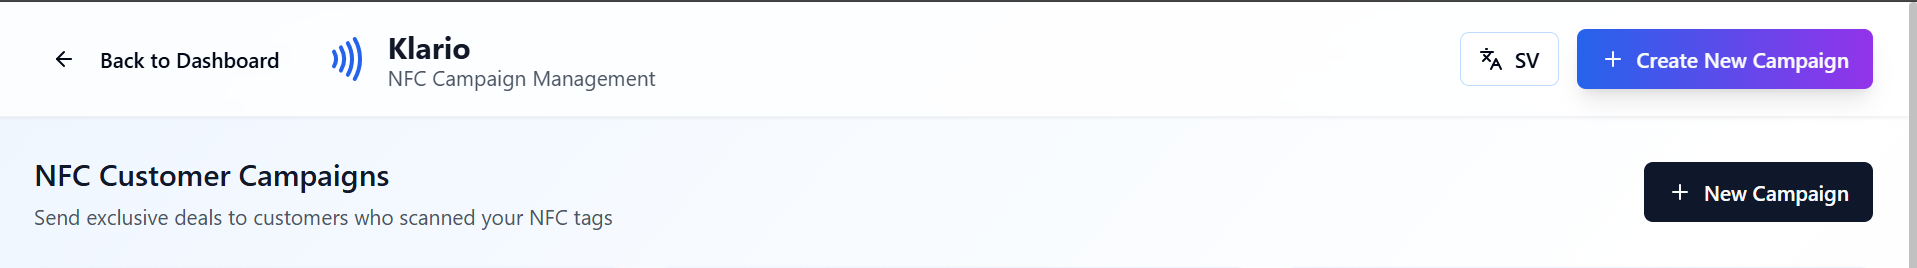 Back to Dashboard
Klario
NFC Campaign Management
SV
Create New Campaign
NFC Customer Campaigns
Send exclusive deals to customers who scanned your NFC tags
New Campaign